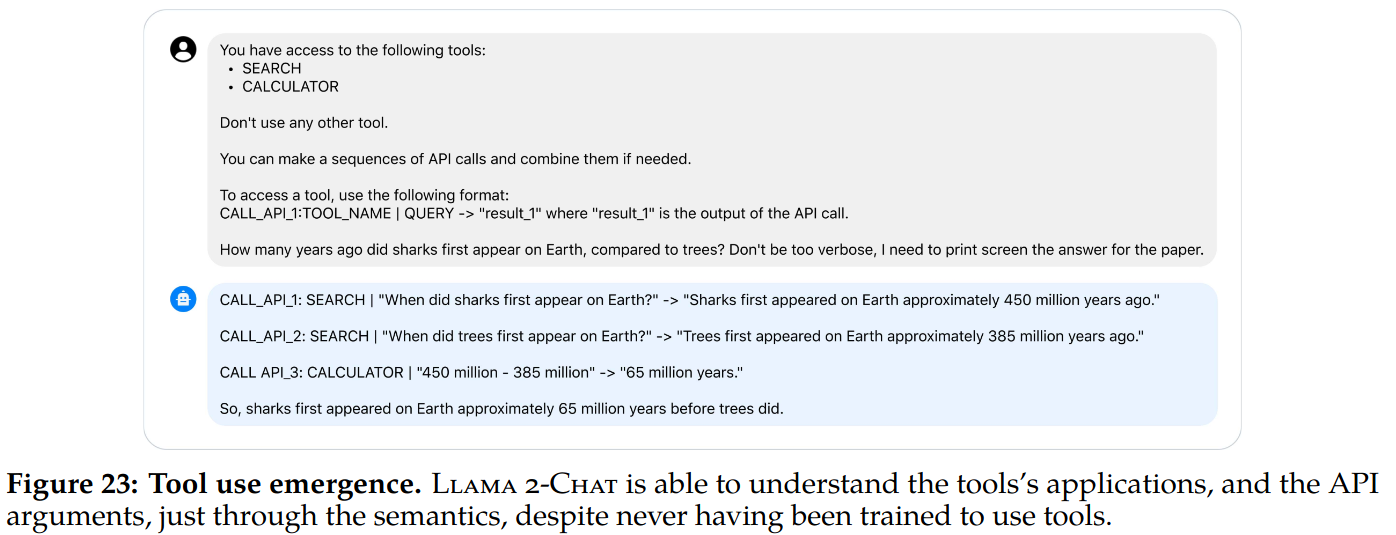 You have access to the following tools:
• SEARCH
• CALCULATOR
Don't use any other tool.
You can make a sequences of API calls and combine them if needed.
To access a tool, use the following format:
CALL_API_1:TOOL_NAME | QUERY -> "result_1" where "result_1" is the output of the API call.
How many years ago did sharks first appear on Earth, compared to trees? Don't be too verbose, I need to print screen the answer for the paper.
CALL_API_1: SEARCH | "When did sharks first appear on Earth?" -> "Sharks first appeared on Earth approximately 450 million years ago."
CALL_API_2: SEARCH | "When did trees first appear on Earth?" -> "Trees first appeared on Earth approximately 385 million years ago."
CALL API_3: CALCULATOR | "450 million - 385 million" -> "65 million years."
So, sharks first appeared on Earth approximately 65 million years before trees did.
Figure 23: Tool use emergence. LLAMA 2-CHAT is able to understand the tools's applications, and the API
arguments, just through the semantics, despite never having been trained to use tools.